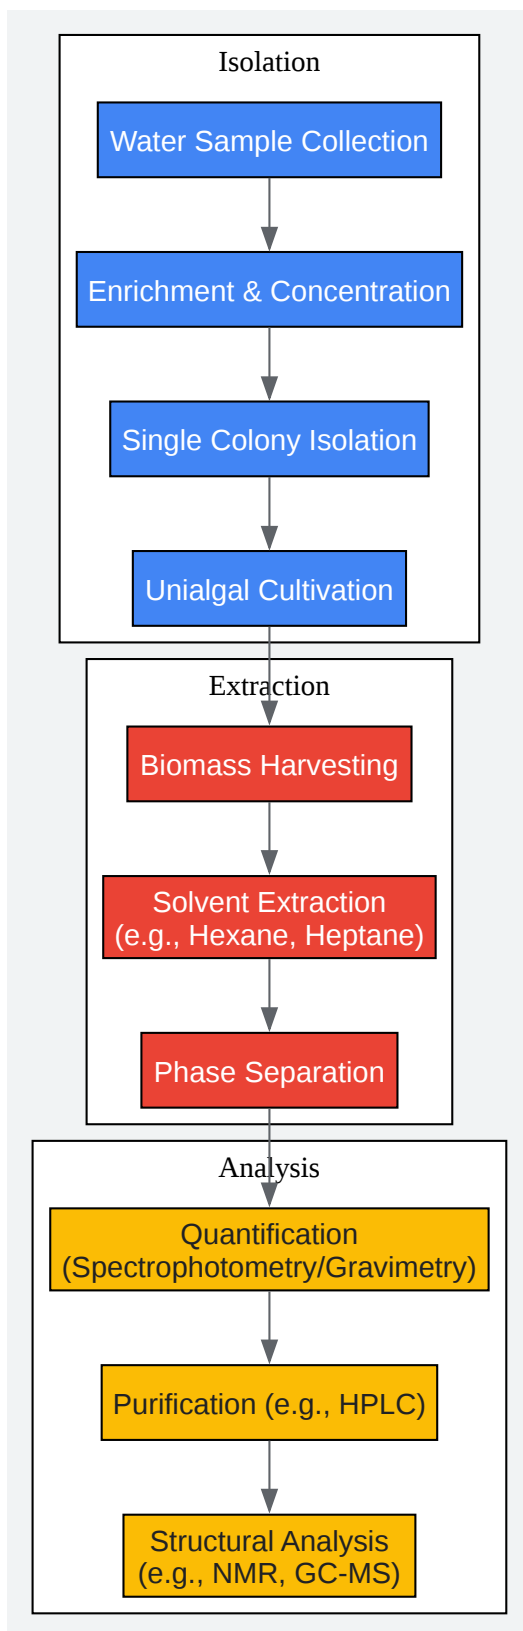 Isolation
Water Sample Collection
Enrichment & Concentration
Single Colony Isolation
Unialgal Cultivation
Extraction
Biomass Harvesting
Solvent Extraction
(e.g., Hexane, Heptane)
Phase Separation
Analysis
Quantification
(Spectrophotometry/Gravimetry)
Purification (e.g., HPLC)
Structural Analysis
(e.g., NMR, GC-MS)